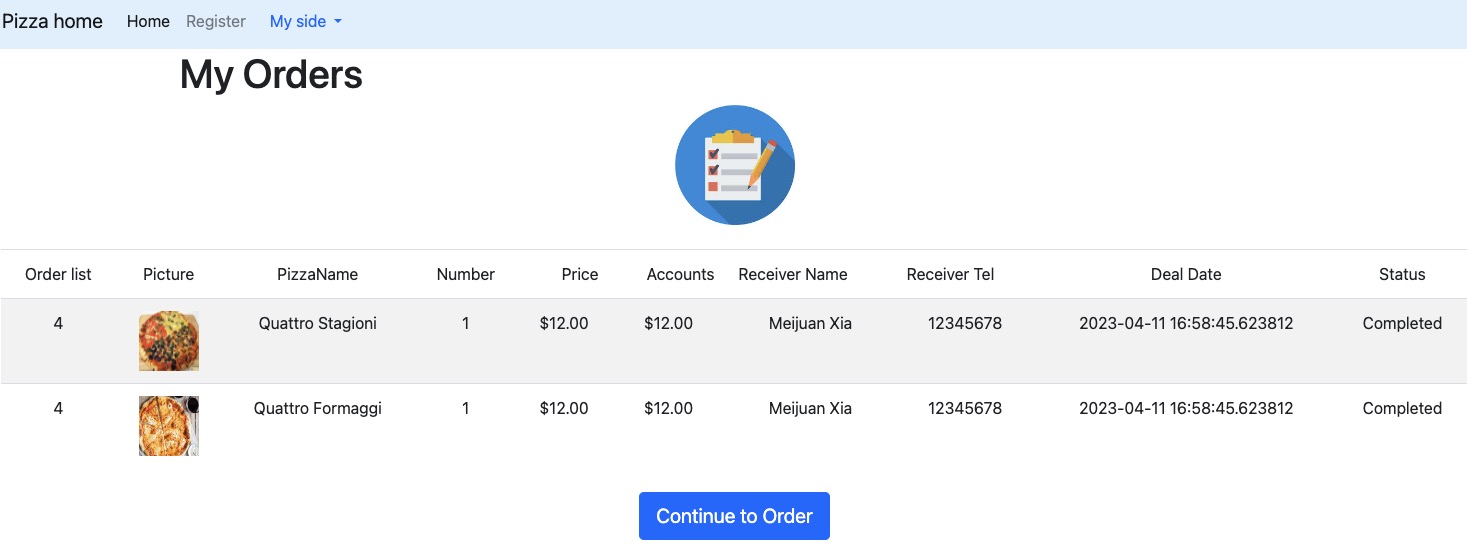 Pizza home Home Register My side
My Orders
Order list Picture PizzaName Number Price Accounts Receiver Name Receiver Tel Deal Date Status
4 Quattro Stagioni 1 $12.00 $12.00 Meijuan Xia 12345678 2023-04-11 16:58:45.623812 Completed
4 Quattro Formaggi 1 $12.00 $12.00 Meijuan Xia 12345678 2023-04-11 16:58:45.623812 Completed
Continue to Order